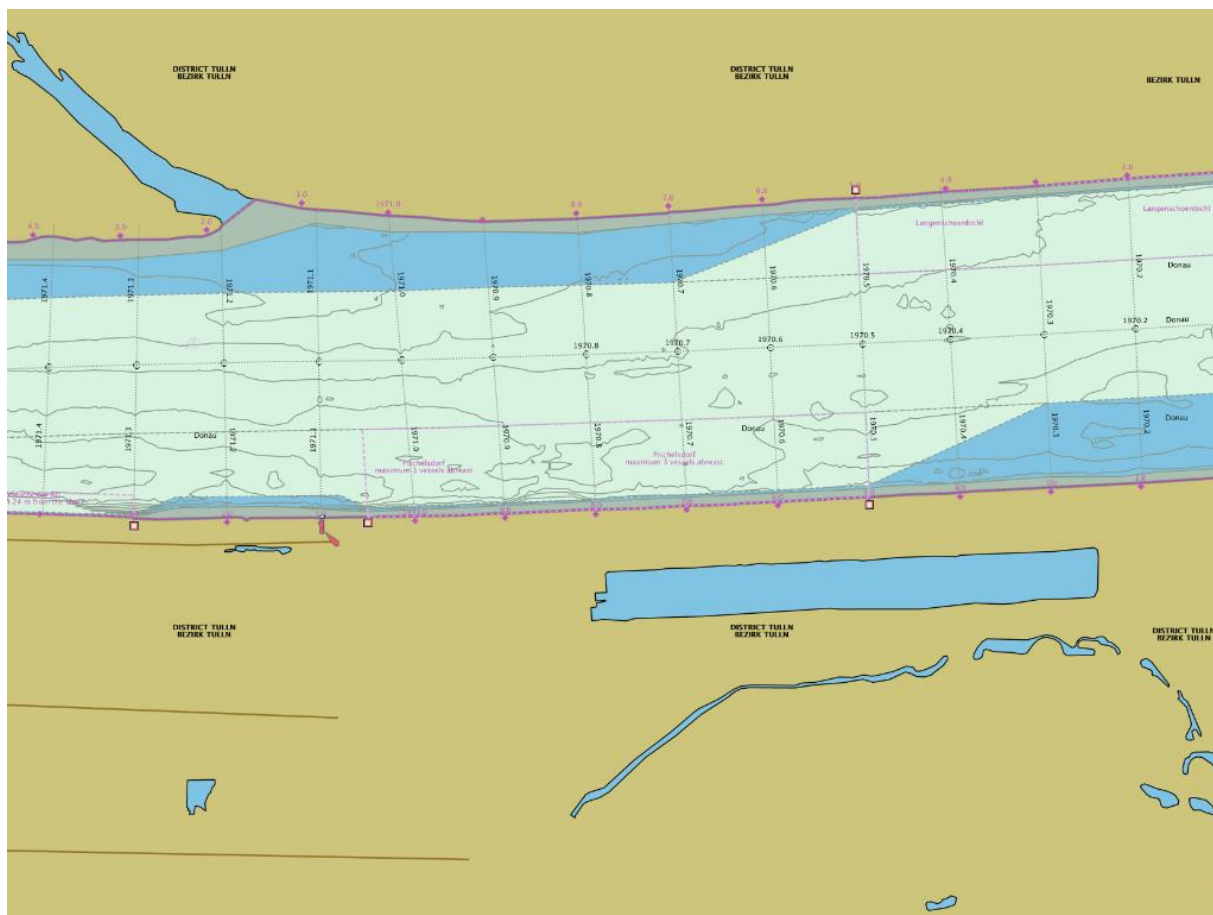 DISTRICT TULLN
BEZIRK TULLN
DISTRICT TULLN
BEZIRK TULLN
BEZIRK TULLN
4.0
3.0
2.0
1.0
1971.0
8.0
7.0
6.0
4.0
2.0
Langenschoenbichl
Langenschoenbichl
1971.4
1971.2
1971.1
1971.0
1970.9
1970.8
1970.7
1970.6
1970.5
1970.4
1970.2
Donau
1970.8
1970.7
1970.6
1970.5
1970.4
1970.3
1970.2
Donau
1971.4
1971.3
1971.2
1971.1
1971.0
1970.9
1970.8
1970.7
1970.6
1970.4
1970.3
1970.2
Donau
Donau
Donau
Pischelsdorf
maximum 3 vessels abreast
Pischelsdorf
maximum 3 vessels abreast
24 m from the shore
DISTRICT TULLN
BEZIRK TULLN
DISTRICT TULLN
BEZIRK TULLN
DISTRICT TULLN
BEZIRK TULLN